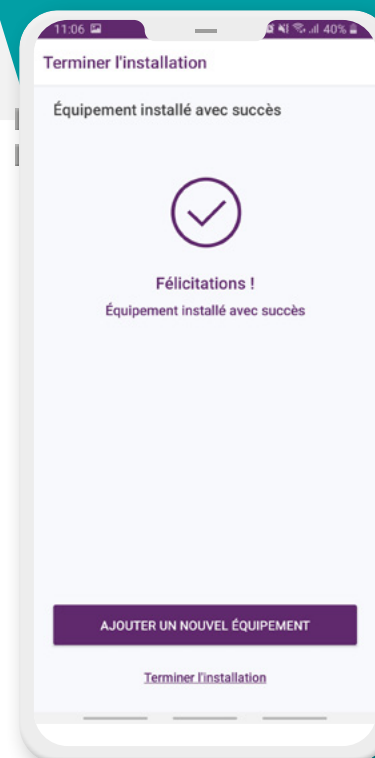 11:06
40%
Terminer l'installation
Équipement installé avec succès
Félicitations !
Équipement installé avec succès
AJOUTER UN NOUVEL ÉQUIPEMENT
Terminer l'installation